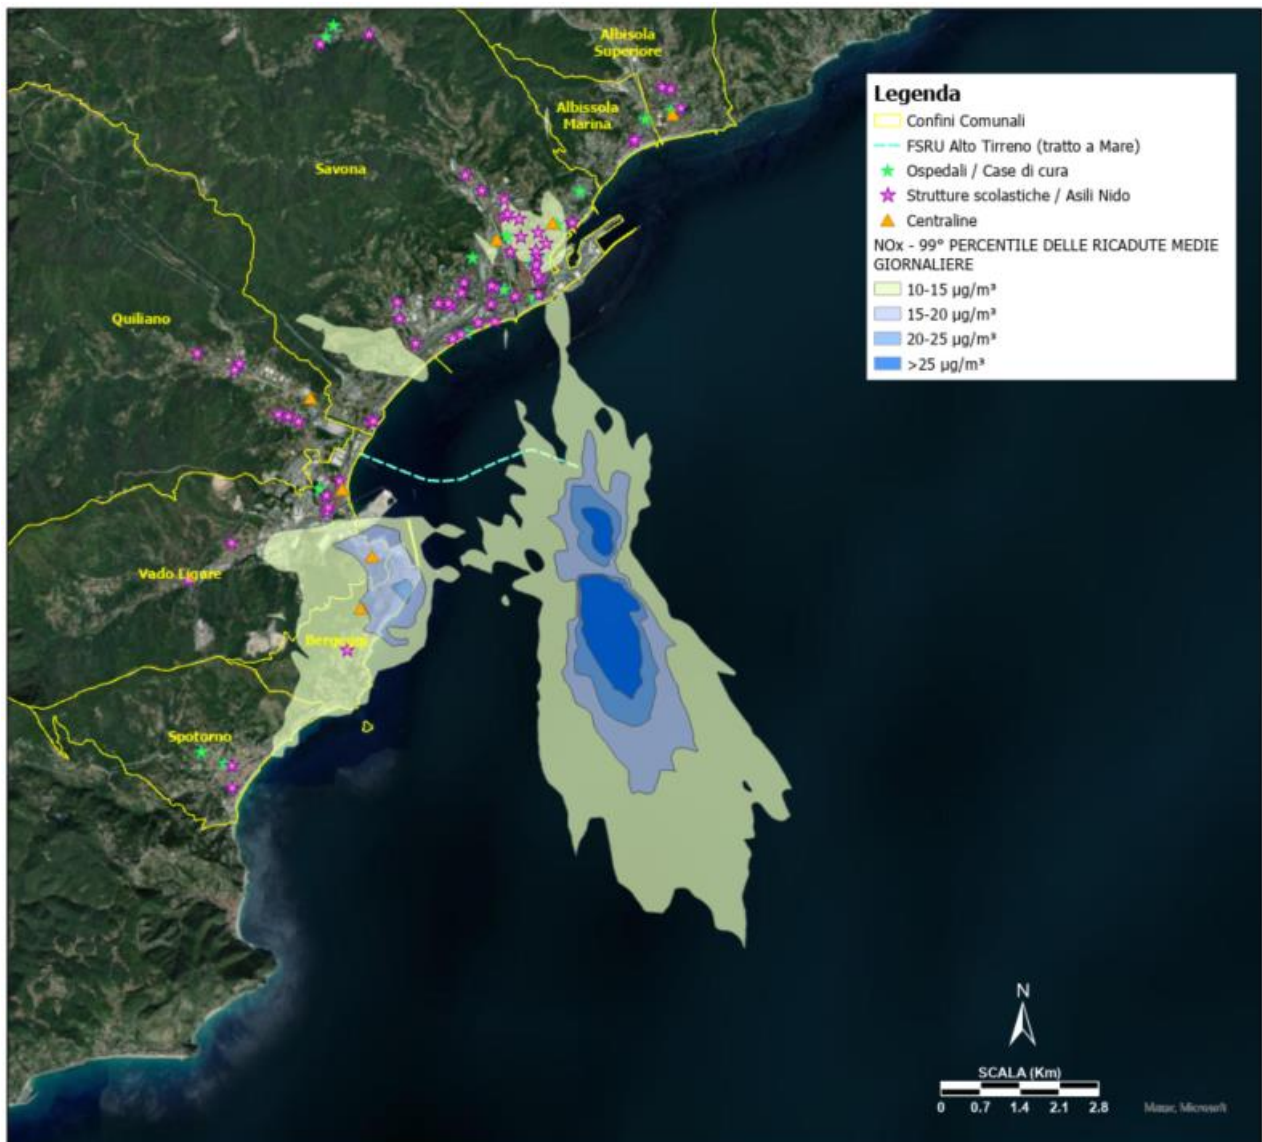 Albisola
Superiore
Albissola
Marina
Savona
Quiliano
Vado Ligure
Bergeggi
Spotorno
Legenda
Confini Comunali
FSRU Alto Tirreno (tratto a Mare)
Ospedali / Case di cura
Strutture scolastiche / Asili Nido
Centraline
NOx - 99° PERCENTILE DELLE RICADUTE MEDIE
GIORNALIERE
10-15 µg/m³
15-20 µg/m³
20-25 µg/m³
>25 µg/m³
N
SCALA (Km)
0 0.7 1.4 2.1 2.8
Maxar, Microsoft